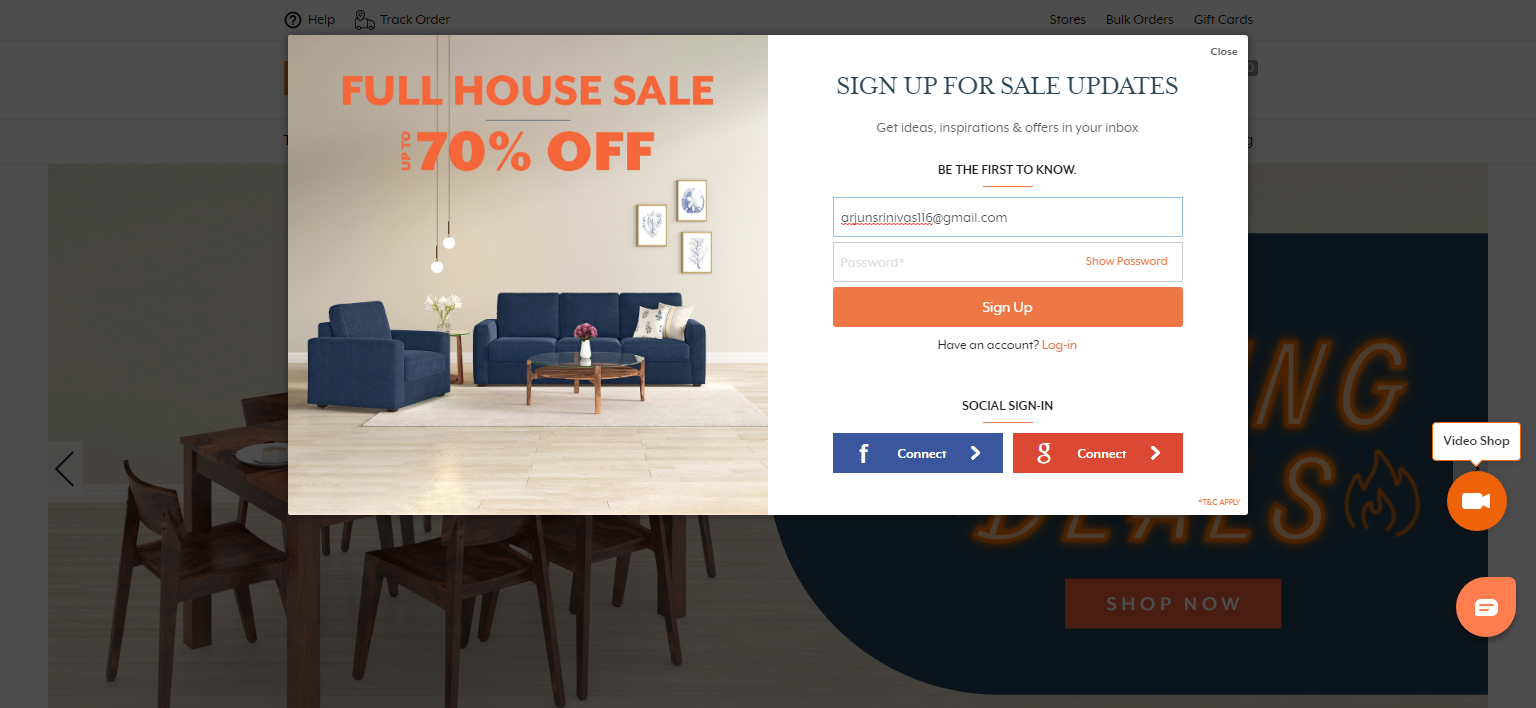 Help
Track Order
Stores
Bulk Orders
Gift Cards
Close
FULL HOUSE SALE
UP TO 70% OFF
SIGN UP FOR SALE UPDATES
Get ideas, inspirations & offers in your inbox
BE THE FIRST TO KNOW.
arjunsrinivas116@gmail.com
Password*
Show Password
Sign Up
Have an account? Log-in
SOCIAL SIGN-IN
f Connect
g Connect
*T&C APPLY
DEALS
SHOP NOW
Video Shop